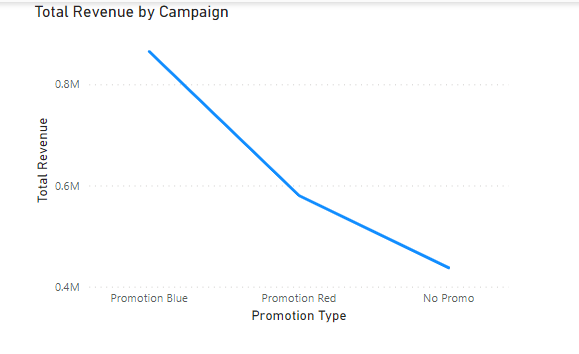 Total Revenue by Campaign
Total Revenue
0.8M
0.6M
0.4M
Promotion Blue
Promotion Red
No Promo
Promotion Type